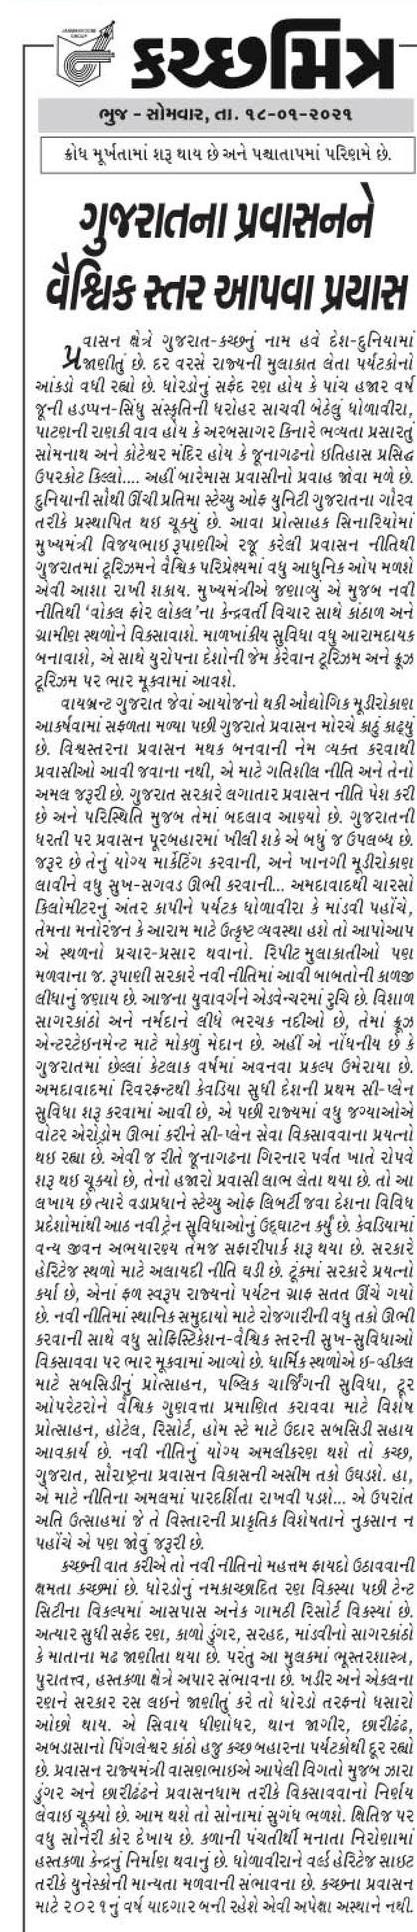 JANMABHOOMI
GROUP
કચ્છમિત્ર
ભુજ - સોમવાર, તા. ૧૮-૦૧-૨૦૨૧
ક્રોધ મૂર્ખતામાં શરૂ થાય છે અને પશ્ચાતાપમાં પરિણમે છે.
ગુજરાતના પ્રવાસનને
વૈશ્વિક સ્તર આપવા પ્રયાસ
પ્રવાસન ક્ષેત્રે ગુજરાત-કચ્છનું નામ હવે દેશ-દુનિયામાં
જાણીતું છે. દર વરસે રાજ્યની મુલાકાત લેતા પર્યટકોનો
આંકડો વધી રહ્યો છે. ધોરડોનું સફેદ રણ હોય કે પાંચ હજાર વર્ષ
જૂની હડપ્પન-સિંધુ સંસ્કૃતિની ધરોહર સાચવી બેઠેલું ધોળાવીરા,
પાટણની રાણકી વાવ હોય કે અરબસાગર કિનારે ભવ્યતા પ્રસારતું
સોમનાથ અને કોટેશ્વર મંદિર હોય કે જૂનાગઢનો ઇતિહાસ પ્રસિદ્ધ
ઉપરકોટ કિલ્લો.... અહીં બારેમાસ પ્રવાસીનો પ્રવાહ જોવા મળે છે.
દુનિયાની સૌથી ઊંચી પ્રતિમા સ્ટેચ્યુ ઓફ યુનિટી ગુજરાતના ગૌરવ
તરીકે પ્રસ્થાપિત થઇ ચૂક્યું છે. આવા પ્રોત્સાહક સિનારિયોમાં
મુખ્યમંત્રી વિજયભાઇ રૂપાણીએ રજૂ કરેલી પ્રવાસન નીતિથી
ગુજરાતમાં ટૂરિઝમને વૈશ્વિક પરિપ્રેક્ષ્યમાં વધુ આધુનિક ઓપ મળશે
એવી આશા રાખી શકાય. મુખ્યમંત્રીએ જણાવ્યું એ મુજબ નવી
નીતિથી 'વોકલ ફોર લોકલ'ના કેન્દ્રવર્તી વિચાર સાથે કાંઠાળ અને
ગ્રામીણ સ્થળોને વિકસાવાશે. માળખાંકીય સુવિધા વધુ આરામદાયક
બનાવાશે, એ સાથે યુરોપના દેશોની જેમ કેરેવાન ટૂરિઝમ અને ક્રૂઝ
ટૂરિઝમ પર ભાર મૂકવામાં આવશે.
વાયબ્રન્ટ ગુજરાત જેવાં આયોજનો થકી ઔદ્યોગિક મૂડીરોકાણ
આકર્ષવામાં સફળતા મળ્યા પછી ગુજરાતે પ્રવાસન મોરચે કાઠું કાઢ્યું
છે. વિશ્વસ્તરના પ્રવાસન મથક બનવાની નેમ વ્યક્ત કરવાથી
પ્રવાસીઓ આવી જવાના નથી, એ માટે ગતિશીલ નીતિ અને તેનો
અમલ જરૂરી છે. ગુજરાત સરકારે લગાતાર પ્રવાસન નીતિ પેશ કરી
છે અને પરિસ્થિતિ મુજબ તેમાં બદલાવ આણ્યો છે. ગુજરાતની
ધરતી પર પ્રવાસન પૂરબહારમાં ખીલી શકે એ બધું જ ઉપલબ્ધ છે.
જરૂર છે તેનું યોગ્ય માર્કેટિંગ કરવાની, અને ખાનગી મૂડીરોકાણ
લાવીને વધુ સુખ-સગવડ ઊભી કરવાની... અમદાવાદથી ચારસો
કિલોમીટરનું અંતર કાપીને પર્યટક ધોળાવીરા કે માંડવી પહોંચે,
તેમના મનોરંજન કે આરામ માટે ઉત્કૃષ્ટ વ્યવસ્થા હશે તો આપોઆપ
એ સ્થળનો પ્રચાર-પ્રસાર થવાનો. રિપીટ મુલાકાતીઓ પણ
મળવાના જ. રૂપાણી સરકારે નવી નીતિમાં આવી બાબતોની કાળજી
લીધાનું જણાય છે. આજના યુવાવર્ગને એડવેન્ચરમાં રુચિ છે. વિશાળ
સાગરકાંઠો અને નર્મદાને લીધે ભરચક નદીઓ છે, તેમાં ક્રૂઝ
એન્ટરટેઇનમેન્ટ માટે મોકળું મેદાન છે. અહીં એ નોંધનીય છે કે
ગુજરાતમાં છેલ્લાં કેટલાક વર્ષમાં અવનવા પ્રકલ્પ ઉમેરાયા છે.
અમદાવાદમાં રિવરફ્રન્ટથી કેવડિયા સુધી દેશની પ્રથમ સી-પ્લેન
સુવિધા શરૂ કરવામાં આવી છે, એ પછી રાજ્યમાં વધુ જગ્યાઓએ
વોટર એરોડ્રોમ ઊભાં કરીને સી-પ્લેન સેવા વિકસાવવાના પ્રયત્નો
થઇ રહ્યા છે. એવી જ રીતે જૂનાગઢના ગિરનાર પર્વત ખાતે રોપવે
શરૂ થઇ ચૂક્યો છે, તેનો હજારો પ્રવાસી લાભ લેતા થયા છે. તો આ
લખાય છે ત્યારે વડાપ્રધાને સ્ટેચ્યુ ઓફ લિબર્ટી જવા દેશના વિવિધ
પ્રદેશોમાંથી આઠ નવી ટ્રેન સુવિધાઓનું ઉદ્ઘાટન કર્યું છે. કેવડિયામાં
વન્ય જીવન અભયારણ્ય તેમજ સફારીપાર્ક શરૂ થયા છે. સરકારે
હેરિટેજ સ્થળો માટે અલાયદી નીતિ ઘડી છે. ટૂંકમાં સરકારે પ્રયત્નો
કર્યા છે, એનાં ફળ સ્વરૂપ રાજ્યનો પર્યટન ગ્રાફ સતત ઊંચે ગયો
છે. નવી નીતિમાં સ્થાનિક સમુદાયો માટે રોજગારીની વધુ તકો ઊભી
કરવાની સાથે વધુ સોફિસ્ટિકેશન-વૈશ્વિક સ્તરની સુખ-સુવિધાઓ
વિકસાવવા પર ભાર મૂકવામાં આવ્યો છે. ધાર્મિક સ્થળોએ ઇ-વ્હીકલ
માટે સબસિડીનું પ્રોત્સાહન, પબ્લિક ચાર્જિંગની સુવિધા, ટૂર
ઓપરેટરોને વૈશ્વિક ગુણવત્તા પ્રમાણિત કરાવવા માટે વિશેષ
પ્રોત્સાહન, હોટેલ, રિસોર્ટ, હોમ સ્ટે માટે ઉદાર સબસિડી સહાય
આવકાર્ય છે. નવી નીતિનું યોગ્ય અમલીકરણ થશે તો કચ્છ,
ગુજરાત, સૌરાષ્ટ્રના પ્રવાસન વિકાસની અસીમ તકો ઉઘડશે. હા,
એ માટે નીતિના અમલમાં પારદર્શિતા રાખવી પડશે... એ ઉપરાંત
અતિ ઉત્સાહમાં જે તે વિસ્તારની પ્રાકૃતિક વિશેષતાને નુકસાન ન
પહોંચે એ પણ જોવું જરૂરી છે.
કચ્છની વાત કરીએ તો નવી નીતિનો મહત્તમ ફાયદો ઉઠાવવાની
ક્ષમતા કચ્છમાં છે. ધોરડોનું નમકાચ્છાદિત રણ વિકસ્યા પછી ટેન્ટ
સિટીના વિકલ્પમાં આસપાસ અનેક ગામઠી રિસોર્ટ વિકસ્યાં છે.
અત્યાર સુધી સફેદ રણ, કાળો ડુંગર, સરહદ, માંડવીનો સાગરકાંઠો
કે માતાના મઢ જાણીતા થયા છે. પરંતુ આ મુલકમાં ભૂસ્તરશાસ્ત્ર,
પુરાતત્ત્વ, હસ્તકળા ક્ષેત્રે અપાર સંભાવના છે. ખડીર અને એકલના
રણને સરકાર રસ લઇને જાણીતું કરે તો ધોરડો તરફનો ધસારો
ઓછો થાય. એ સિવાય ધીણોધર, થાન જાગીર, છારીઢંઢ,
અબડાસાનો પિંગલેશ્વર કાંઠો હજુ કચ્છ બહારના પર્યટકોથી દૂર રહ્યો
છે. પ્રવાસન રાજ્યમંત્રી વાસણભાઇએ આપેલી વિગતો મુજબ ઝારા
ડુંગર અને છારીઢંઢને પ્રવાસનધામ તરીકે વિકસાવવાનો નિર્ણય
લેવાઇ ચૂક્યો છે. આમ થશે તો સોનામાં સુગંધ ભળશે. ક્ષિતિજ પર
વધુ સોનેરી કોર દેખાય છે. કળાની પંચતીર્થી મનાતા નિરોણામાં
હસ્તકળા કેન્દ્રનું નિર્માણ થવાનું છે. ધોળાવીરાને વર્લ્ડ હેરિટેજ સાઇટ
તરીકે યુનેસ્કોની માન્યતા મળવાની સંભાવના છે. કચ્છના પ્રવાસન
માટે ૨૦૨૧નું વર્ષ યાદગાર બની રહેશે એવી અપેક્ષા અસ્થાને નથી.